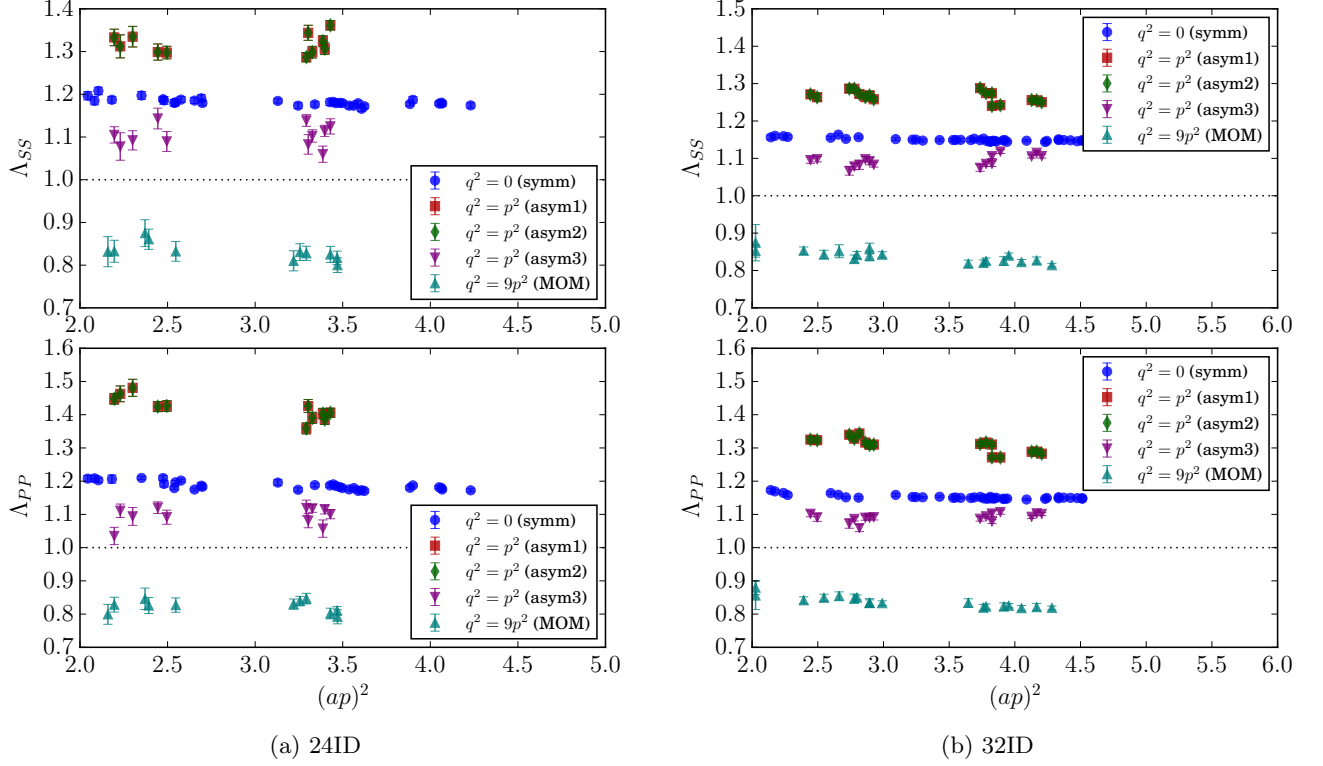 1.4
1.3
1.2
1.1
1.0
0.9
0.8
0.7
Λ_SS
q² = 0 (symm)
q² = p² (asym1)
q² = p² (asym2)
q² = p² (asym3)
q² = 9p² (MOM)
2.0 2.5 3.0 3.5 4.0 4.5 5.0
1.6
1.5
1.4
1.3
1.2
1.1
1.0
0.9
0.8
0.7
Λ_PP
q² = 0 (symm)
q² = p² (asym1)
q² = p² (asym2)
q² = p² (asym3)
q² = 9p² (MOM)
2.0 2.5 3.0 3.5 4.0 4.5 5.0
(ap)²
(a) 24ID
1.5
1.4
1.3
1.2
1.1
1.0
0.9
0.8
0.7
Λ_SS
q² = 0 (symm)
q² = p² (asym1)
q² = p² (asym2)
q² = p² (asym3)
q² = 9p² (MOM)
2.0 2.5 3.0 3.5 4.0 4.5 5.0 5.5 6.0
1.6
1.5
1.4
1.3
1.2
1.1
1.0
0.9
0.8
0.7
Λ_PP
q² = 0 (symm)
q² = p² (asym1)
q² = p² (asym2)
q² = p² (asym3)
q² = 9p² (MOM)
2.0 2.5 3.0 3.5 4.0 4.5 5.0 5.5 6.0
(ap)²
(b) 32ID